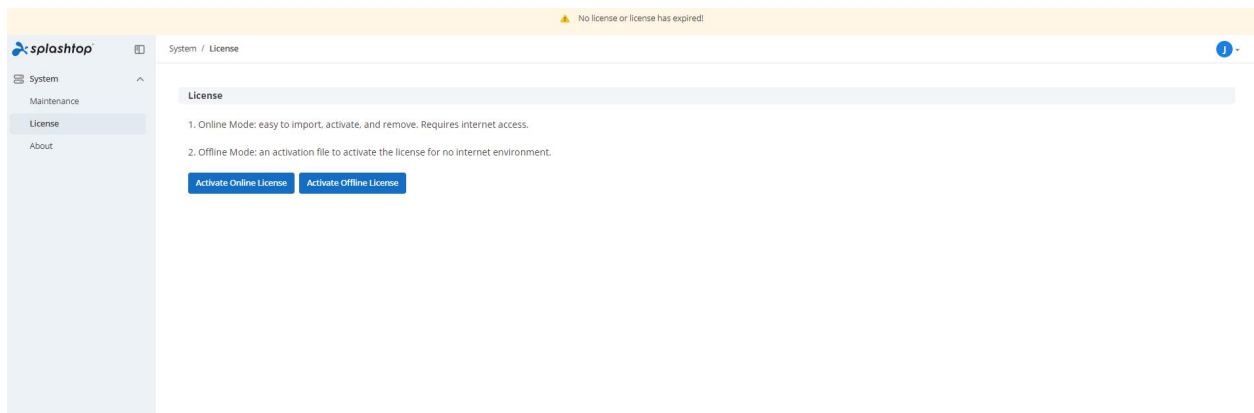 No license or license has expired!
splashtop
System / License
J
System
Maintenance
License
About
License
1. Online Mode: easy to import, activate, and remove. Requires internet access.
2. Offline Mode: an activation file to activate the license for no internet environment.
Activate Online License
Activate Offline License